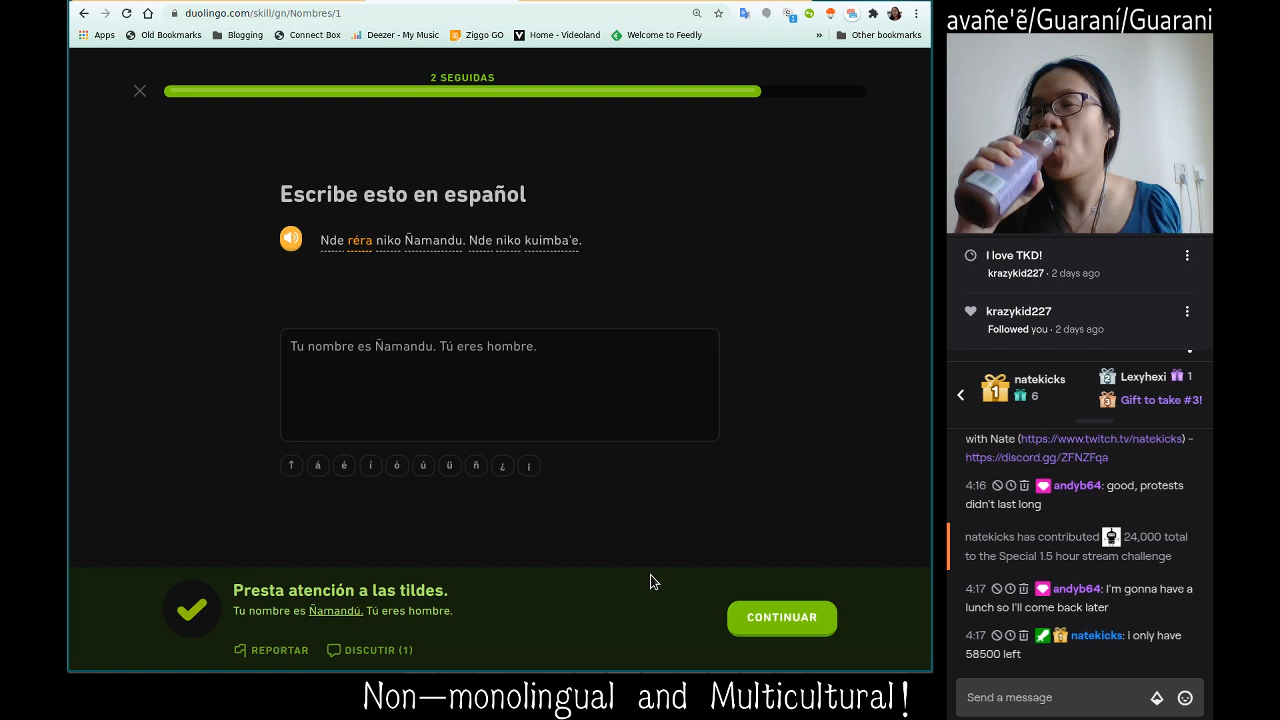 duolingo.com/skill/gn/Nombres/1
Apps Old Bookmarks Blogging Connect Box Deezer - My Music Ziggo GO Home - Videoland Welcome to Feedly » Other bookmarks
2 SEGUIDAS
Escribe esto en español
Nde réra niko Ñamandu. Nde niko kuimba'e.
Tu nombre es Ñamandu. Tú eres hombre.
↑ á é í ó ú ü ñ ¿ ¡
Presta atención a las tildes.
Tu nombre es Ñamandú. Tú eres hombre.
CONTINUAR
REPORTAR DISCUTIR (1)
avañe'ẽ/Guaraní/Guarani
I love TKD!
krazykid227 · 2 days ago
krazykid227
Followed you · 2 days ago
1 natekicks
6
2 Lexyhexi 1
3 Gift to take #3!
with Nate (https://www.twitch.tv/natekicks) -
https://discord.gg/ZFNZFqa
4:16 andyb64: good, protests
didn't last long
natekicks has contributed 24,000 total
to the Special 1.5 hour stream challenge
4:17 andyb64: I'm gonna have a
lunch so I'll come back later
4:17 natekicks: i only have
58500 left
Send a message
Non—monolingual and Multicultural!